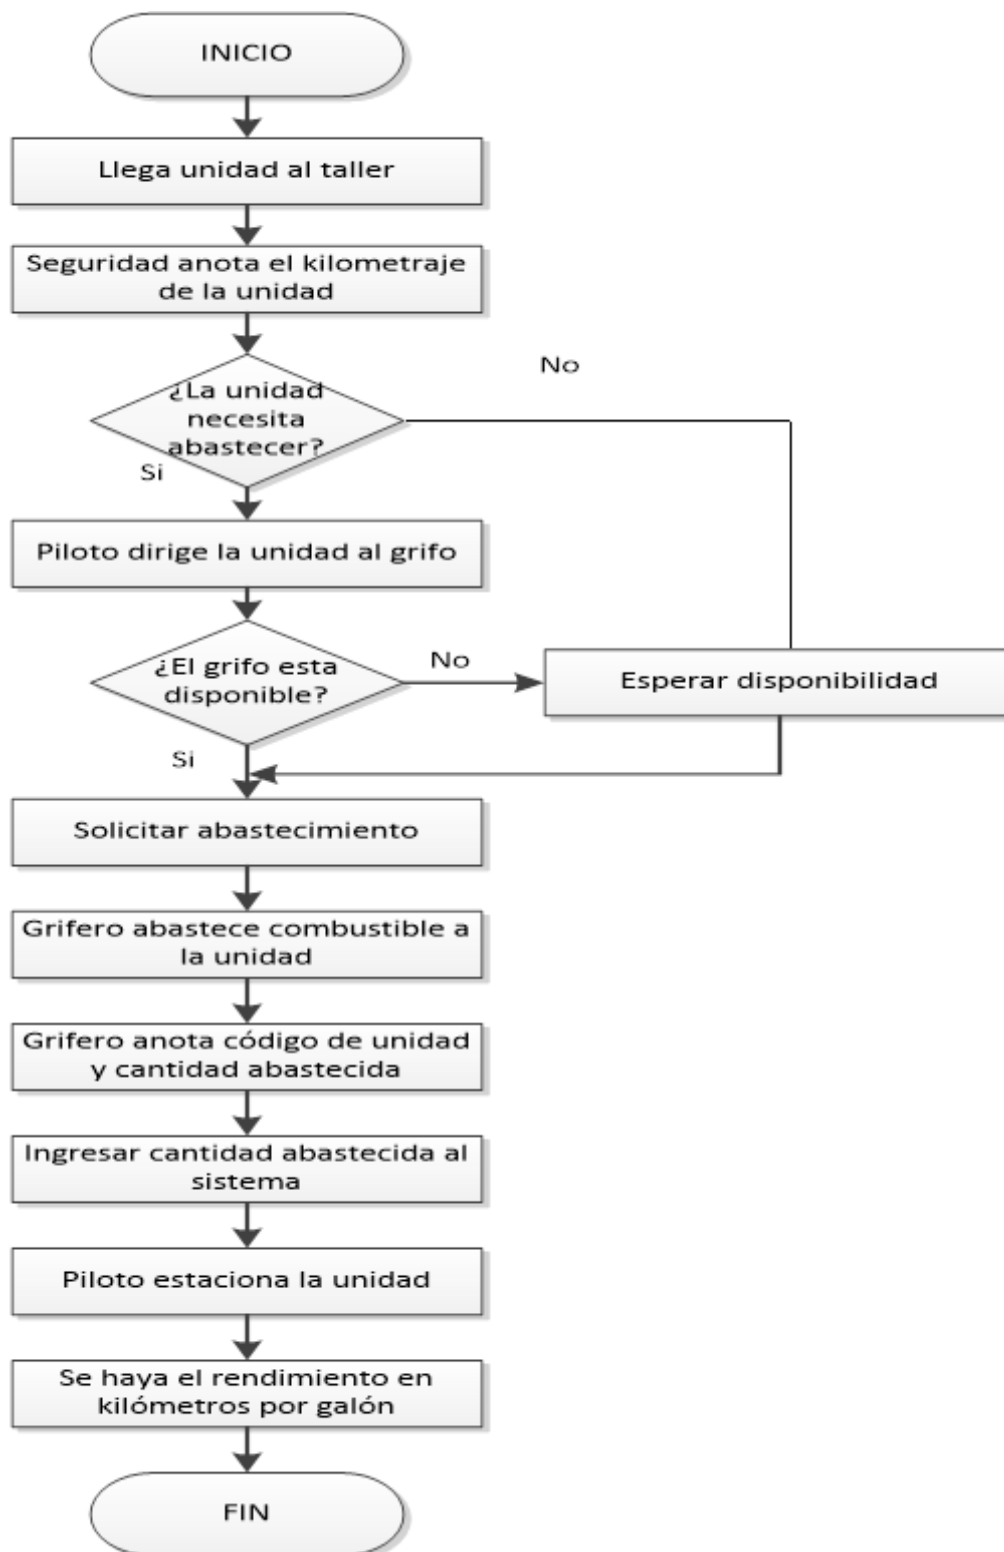 INICIO
Llega unidad al taller
Seguridad anota el kilometraje
de la unidad
No
¿La unidad
necesita
abastecer?
Si
Piloto dirige la unidad al grifo
¿El grifo esta
disponible?
No
Esperar disponibilidad
Si
Solicitar abastecimiento
Grifero abastece combustible a
la unidad
Grifero anota código de unidad
y cantidad abastecida
Ingresar cantidad abastecida al
sistema
Piloto estaciona la unidad
Se haya el rendimiento en
kilómetros por galón
FIN